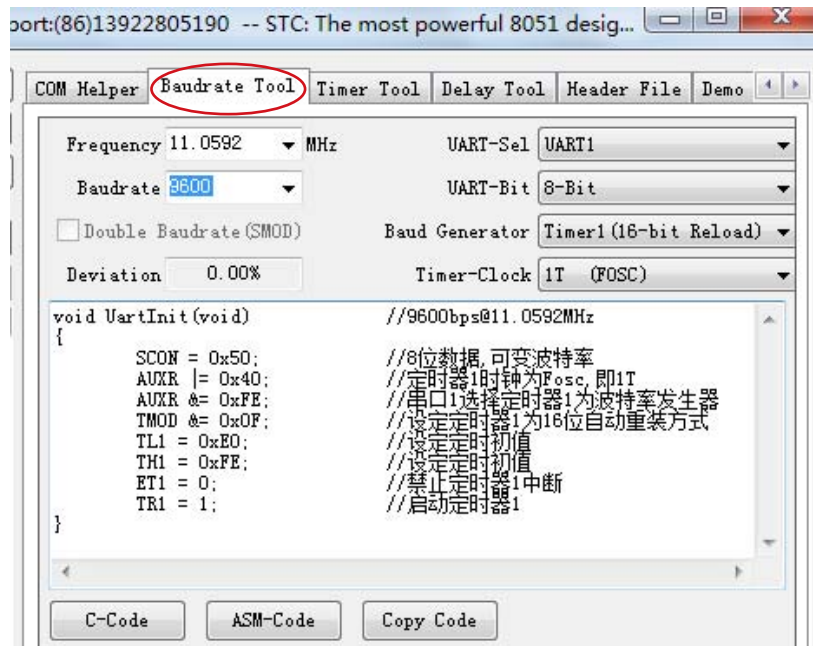 port:(86)13922805190 -- STC: The most powerful 8051 desig...
COM Helper Baudrate Tool Timer Tool Delay Tool Header File Demo
Frequency 11.0592 MHz UART-Sel UART1
Baudrate 9600 UART-Bit 8-Bit
Double Baudrate(SMOD) Baud Generator Timer1(16-bit Reload)
Deviation 0.00% Timer-Clock 1T (FOSC)
void UartInit(void) //9600bps@11.0592MHz
{
SCON = 0x50; //8位数据,可变波特率
AUXR |= 0x40; //定时器1时钟为Fosc,即1T
AUXR &= 0xFE; //串口1选择定时器1为波特率发生器
TMOD &= 0x0F; //设定定时器1为16位自动重装方式
TL1 = 0xE0; //设定定时初值
TH1 = 0xFE; //设定定时初值
ET1 = 0; //禁止定时器1中断
TR1 = 1; //启动定时器1
}
C-Code ASM-Code Copy Code